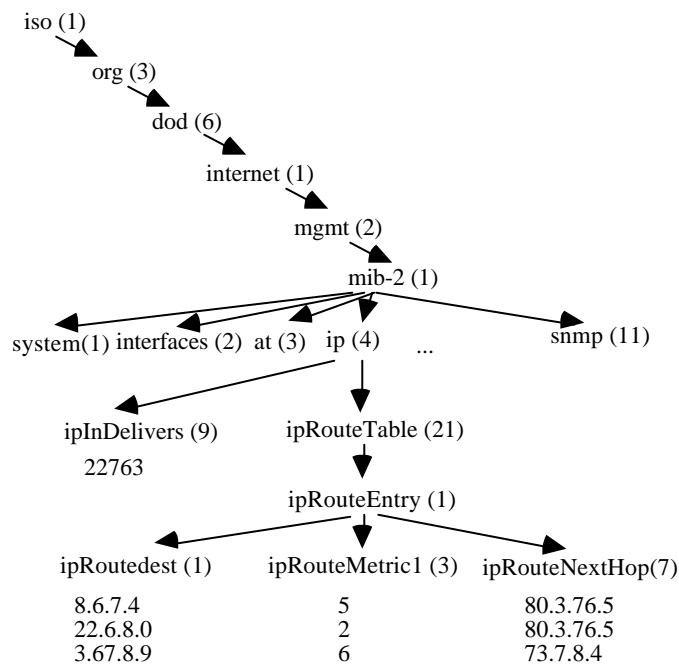 iso (1)
org (3)
dod (6)
internet (1)
mgmt (2)
mib-2 (1)
system(1) interfaces (2) at (3) ip (4) ... snmp (11)
ipInDelivers (9) ipRouteTable (21)
22763
ipRouteEntry (1)
ipRoutedest (1) ipRouteMetric1 (3) ipRouteNextHop(7)
8.6.7.4 5 80.3.76.5
22.6.8.0 2 80.3.76.5
3.67.8.9 6 73.7.8.4